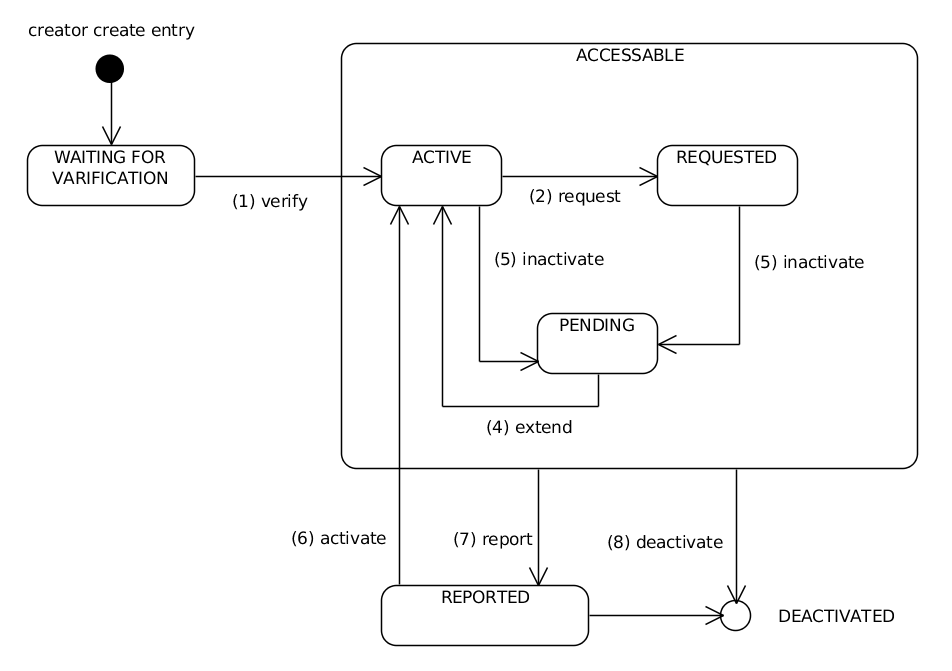 creator create entry
ACCESSABLE
WAITING FOR
VARIFICATION
ACTIVE
REQUESTED
(1) verify
(2) request
(5) inactivate
(5) inactivate
PENDING
(4) extend
(6) activate
(7) report
(8) deactivate
REPORTED
DEACTIVATED